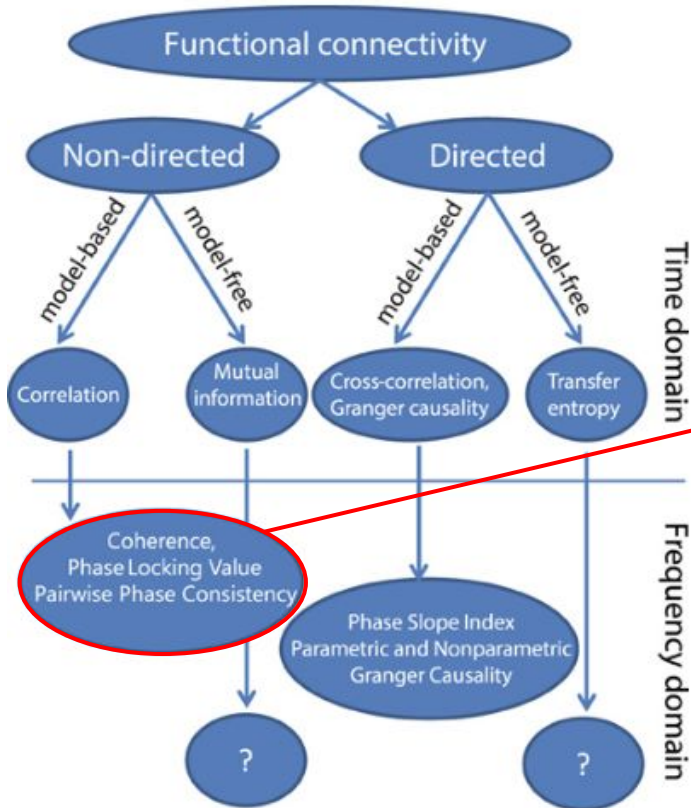 Functional connectivity
Non-directed
Directed
model-based
model-free
model-based
model-free
Time domain
Correlation
Mutual
information
Cross-correlation,
Granger causality
Transfer
entropy
Coherence,
Phase Locking Value
Pairwise Phase Consistency
Phase Slope Index
Parametric and Nonparametric
Granger Causality
Frequency domain
?
?